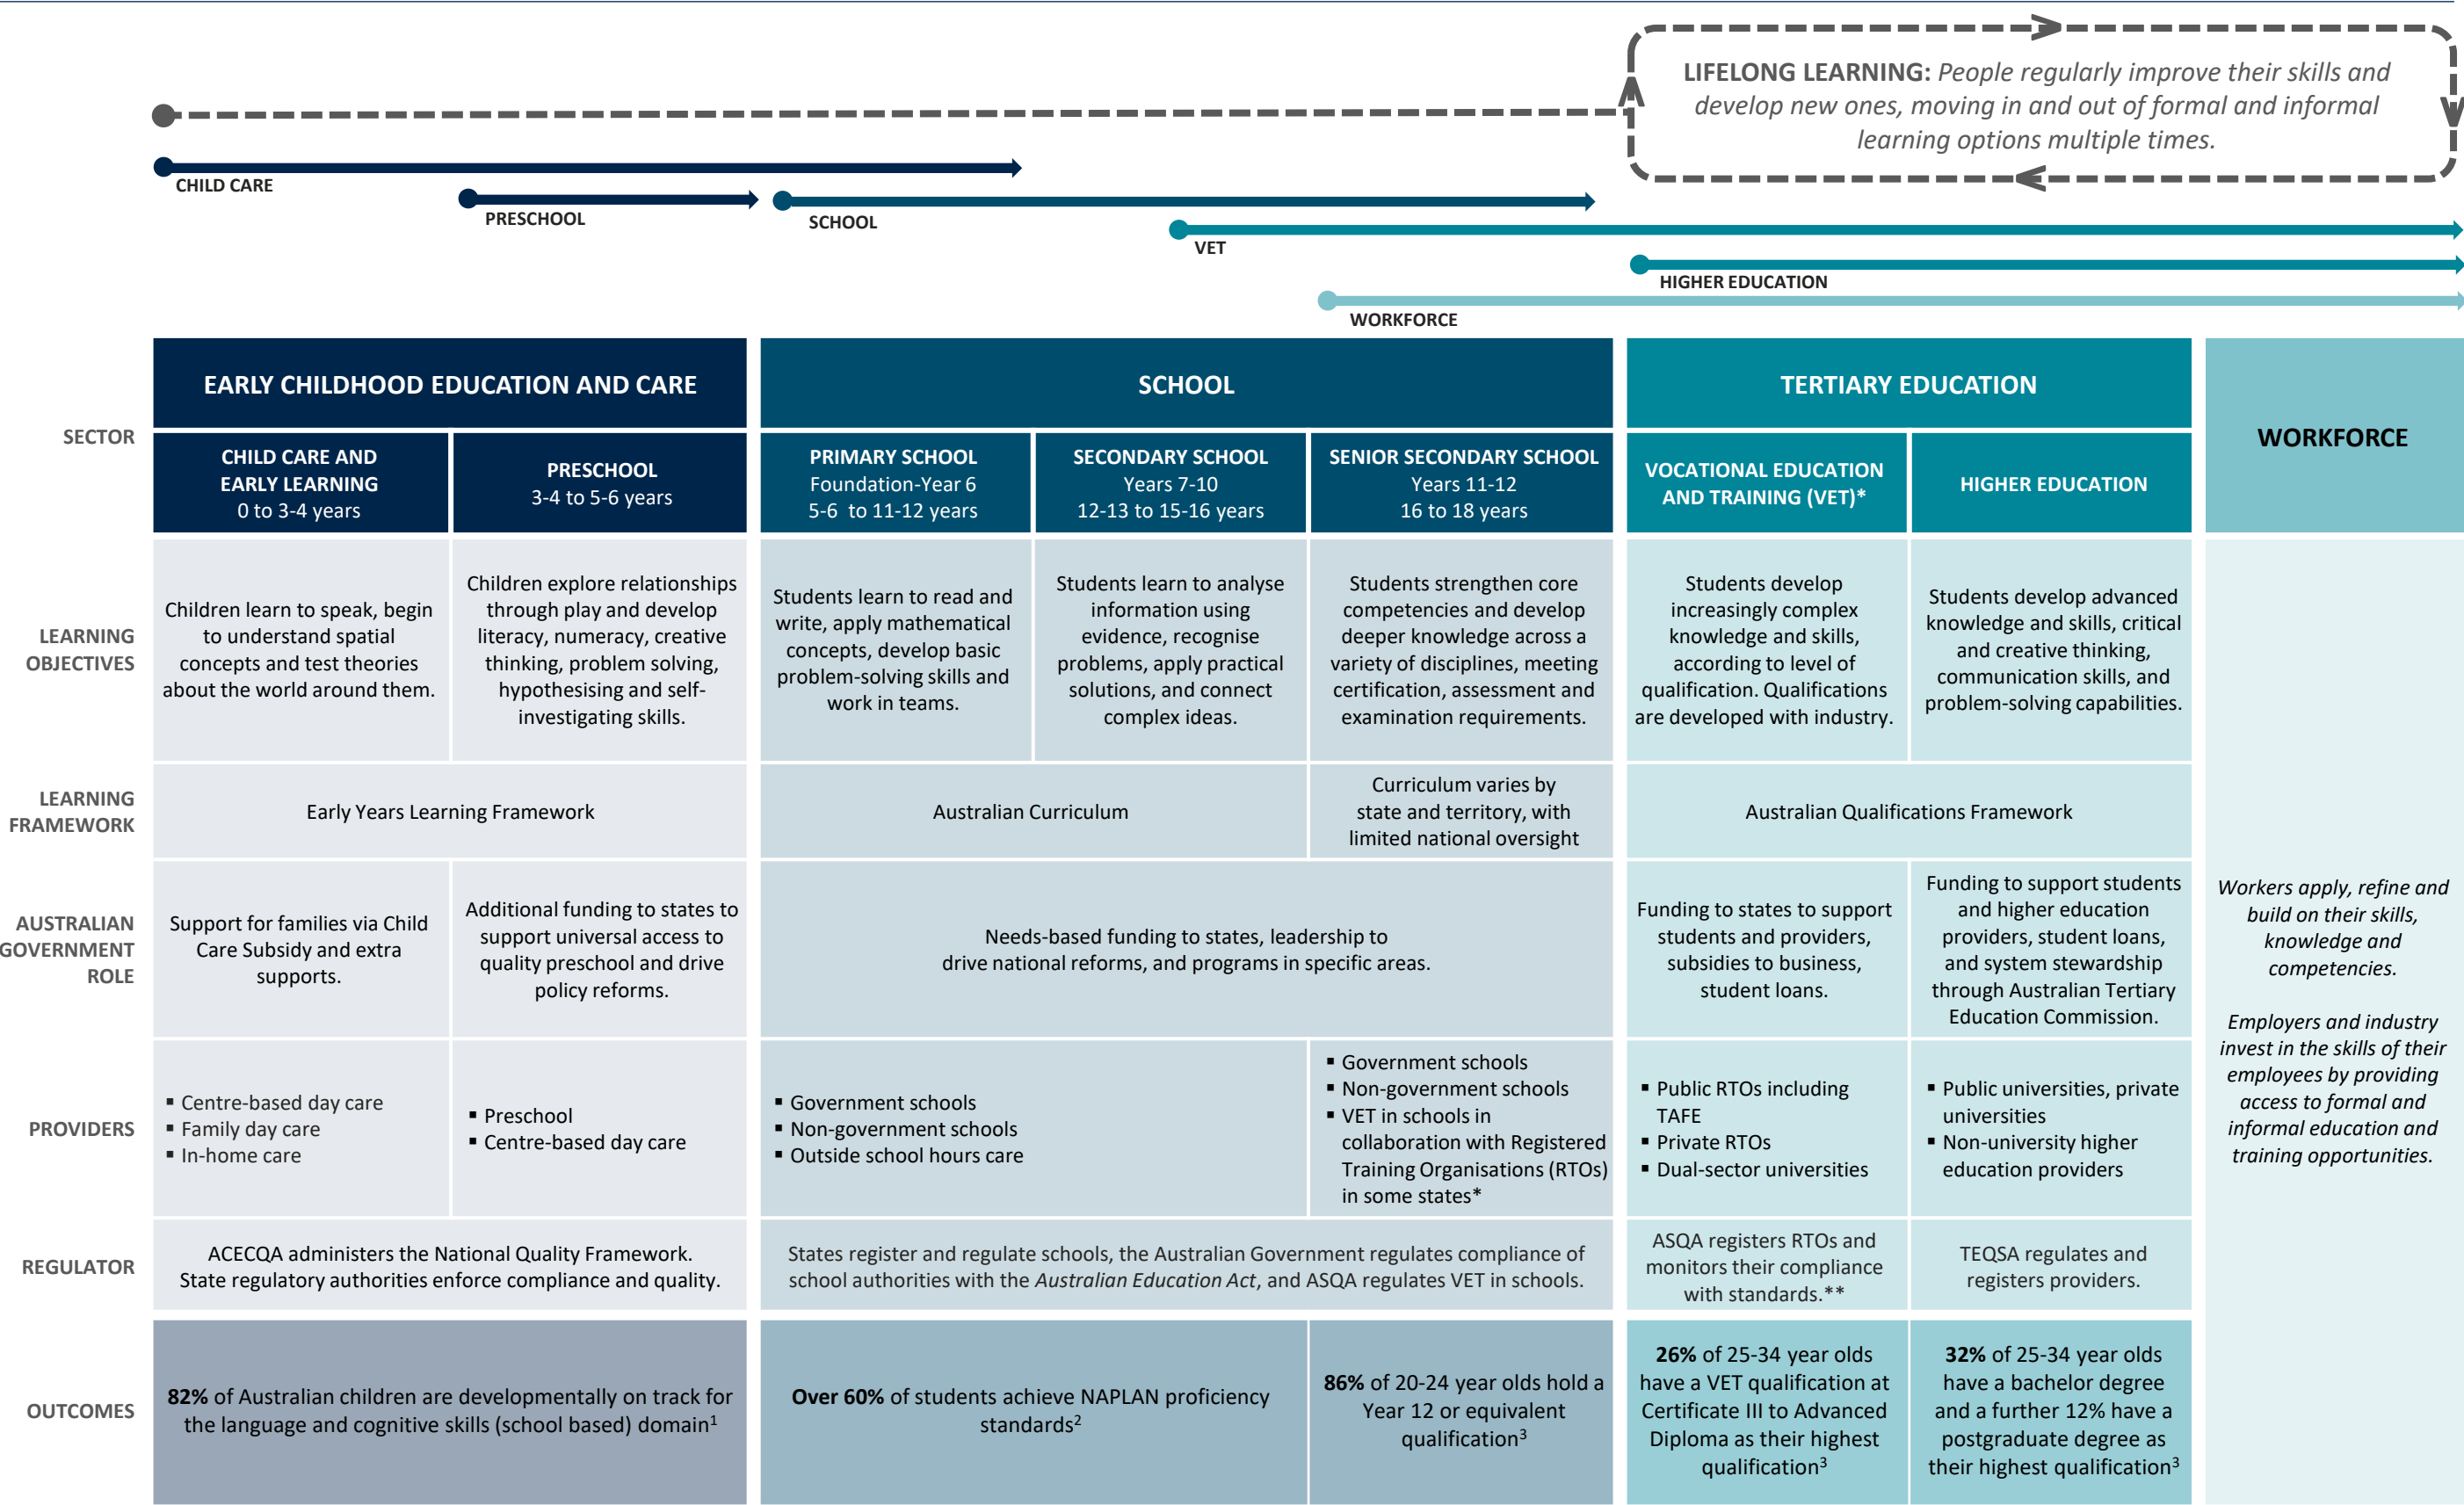 LIFELONG LEARNING: People regularly improve their skills and
develop new ones, moving in and out of formal and informal
learning options multiple times.
CHILD CARE
PRESCHOOL
SCHOOL
VET
HIGHER EDUCATION
WORKFORCE
SECTOR
EARLY CHILDHOOD EDUCATION AND CARE
SCHOOL
TERTIARY EDUCATION
WORKFORCE
CHILD CARE AND
EARLY LEARNING
0 to 3-4 years
PRESCHOOL
3-4 to 5-6 years
PRIMARY SCHOOL
Foundation-Year 6
5-6 to 11-12 years
SECONDARY SCHOOL
Years 7-10
12-13 to 15-16 years
SENIOR SECONDARY SCHOOL
Years 11-12
16 to 18 years
VOCATIONAL EDUCATION
AND TRAINING (VET)*
HIGHER EDUCATION
LEARNING
OBJECTIVES
Children learn to speak, begin
to understand spatial
concepts and test theories
about the world around them.
Children explore relationships
through play and develop
literacy, numeracy, creative
thinking, problem solving,
hypothesising and self-
investigating skills.
Students learn to read and
write, apply mathematical
concepts, develop basic
problem-solving skills and
work in teams.
Students learn to analyse
information using
evidence, recognise
problems, apply practical
solutions, and connect
complex ideas.
Students strengthen core
competencies and develop
deeper knowledge across a
variety of disciplines, meeting
certification, assessment and
examination requirements.
Students develop
increasingly complex
knowledge and skills,
according to level of
qualification. Qualifications
are developed with industry.
Students develop advanced
knowledge and skills, critical
and creative thinking,
communication skills, and
problem-solving capabilities.
LEARNING
FRAMEWORK
Early Years Learning Framework
Australian Curriculum
Curriculum varies by
state and territory, with
limited national oversight
Australian Qualifications Framework
AUSTRALIAN
GOVERNMENT
ROLE
Support for families via Child
Care Subsidy and extra
supports.
Additional funding to states to
support universal access to
quality preschool and drive
policy reforms.
Needs-based funding to states, leadership to
drive national reforms, and programs in specific areas.
Funding to states to support
students and providers,
subsidies to business,
student loans.
Funding to support students
and higher education
providers, student loans,
and system stewardship
through Australian Tertiary
Education Commission.
Workers apply, refine and
build on their skills,
knowledge and
competencies.
Employers and industry
invest in the skills of their
employees by providing
access to formal and
informal education and
training opportunities.
PROVIDERS
▪ Centre-based day care
▪ Family day care
▪ In-home care
▪ Preschool
▪ Centre-based day care
▪ Government schools
▪ Non-government schools
▪ Outside school hours care
▪ Government schools
▪ Non-government schools
▪ VET in schools in
collaboration with Registered
Training Organisations (RTOs)
in some states*
▪ Public RTOs including
TAFE
▪ Private RTOs
▪ Dual-sector universities
▪ Public universities, private
universities
▪ Non-university higher
education providers
REGULATOR
ACECQA administers the National Quality Framework.
State regulatory authorities enforce compliance and quality.
States register and regulate schools, the Australian Government regulates compliance of
school authorities with the Australian Education Act, and ASQA regulates VET in schools.
ASQA registers RTOs and
monitors their compliance
with standards.**
TEQSA regulates and
registers providers.
OUTCOMES
82% of Australian children are developmentally on track for
the language and cognitive skills (school based) domain¹
Over 60% of students achieve NAPLAN proficiency
standards²
86% of 20-24 year olds hold a
Year 12 or equivalent
qualification³
26% of 25-34 year olds
have a VET qualification at
Certificate III to Advanced
Diploma as their highest
qualification³
32% of 25-34 year olds
have a bachelor degree
and a further 12% have a
postgraduate degree as
their highest qualification³